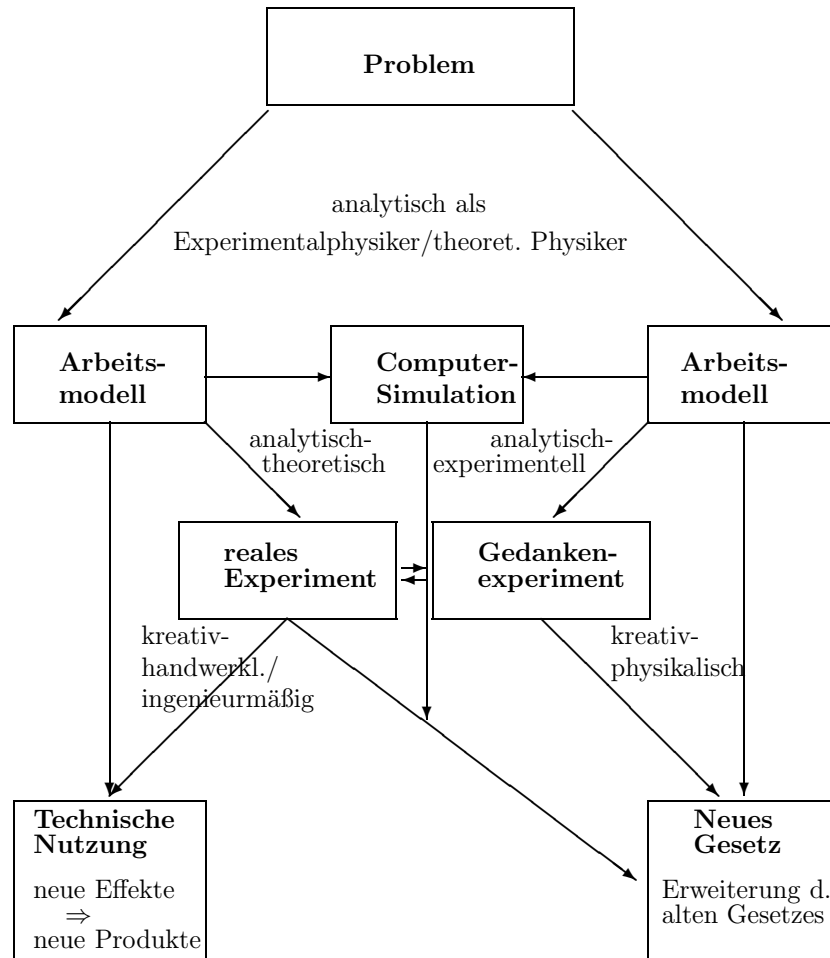 Problem
analytisch als
Experimentalphysiker/theoret. Physiker
Arbeits-
modell
Computer-
Simulation
Arbeits-
modell
analytisch-
theoretisch
analytisch-
experimentell
reales
Experiment
Gedanken-
experiment
kreativ-
handwerkl./
ingenieurmäßig
kreativ-
physikalisch
Technische
Nutzung
neue Effekte
⇒
neue Produkte
Neues
Gesetz
Erweiterung d.
alten Gesetzes